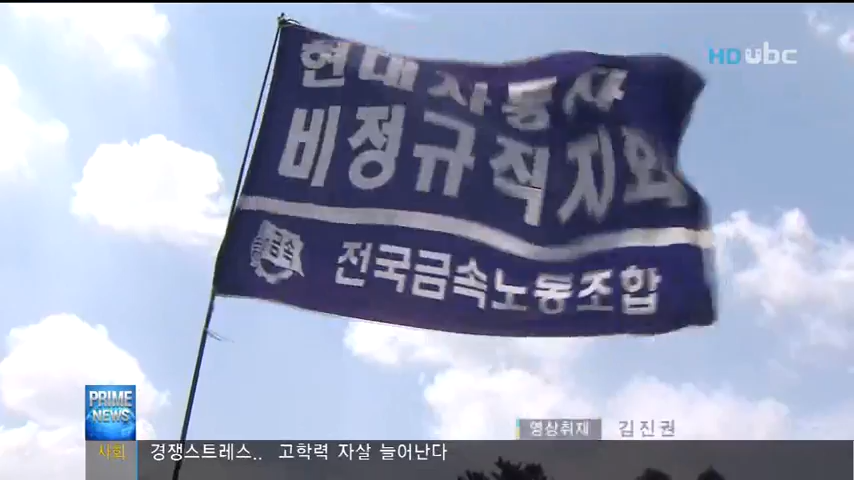 HD ubc
현대자동차
비정규직지회
금속
전국금속노동조합
PRIME
NEWS
영상취재 김진권
사회 경쟁스트레스.. 고학력 자살 늘어난다